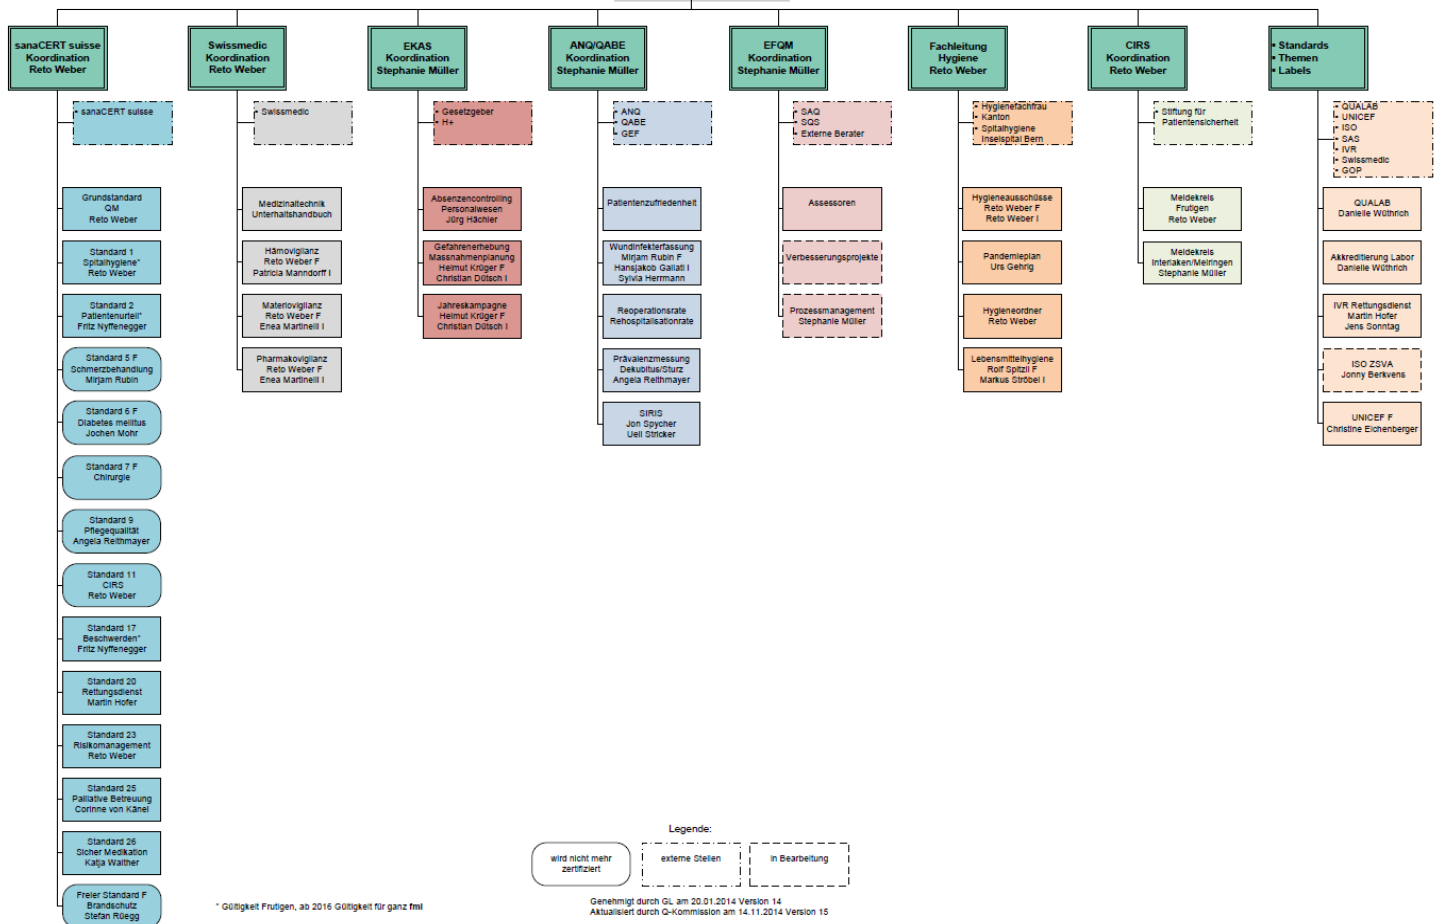 sanaCERT suisse
Koordination
Reto Weber
• sanaCERT suisse
Grundstandard
QM
Reto Weber
Standard 1
Spitalhygiene*
Reto Weber
Standard 2
Patientenurteil*
Fritz Nyffenegger
Standard 5 F
Schmerzbehandlung
Mirjam Rubin
Standard 6 F
Diabetes mellitus
Jochen Mohr
Standard 7 F
Chirurgie
Standard 9
Pflegequalität
Angela Reithmayer
Standard 11
CIRS
Reto Weber
Standard 17
Beschwerden*
Fritz Nyffenegger
Standard 20
Rettungsdienst
Martin Hofer
Standard 23
Risikomanagement
Reto Weber
Standard 25
Palliative Betreuung
Corinne von Känel
Standard 26
Sicher Medikation
Katja Walther
Freier Standard F
Brandschutz
Stefan Rüegg
Swissmedic
Koordination
Reto Weber
• Swissmedic
Medizinaltechnik
Unterhaltshandbuch
Hämovigilanz
Reto Weber F
Patricia Manndorff I
Materiovigilanz
Reto Weber F
Enea Martinelli I
Pharmakovigilanz
Reto Weber F
Enea Martinelli I
EKAS
Koordination
Stephanie Müller
• Gesetzgeber
• H+
Absenzcontrolling
Personalwesen
Jürg Hächler
Gefahrenerhebung
Massnahmenplanung
Helmut Krüger F
Christian Dütsch I
Jahreskampagne
Helmut Krüger F
Christian Dütsch I
ANQ/QABE
Koordination
Stephanie Müller
• ANQ
• QABE
• GEF
Patientenzufriedenheit
Wundinfekterfassung
Mirjam Rubin F
Hansjakob Gallati I
Sylvia Herrmann
Reoperationsrate
Rehospitalisationrate
Prävalenzmessung
Dekubitus/Sturz
Angela Reithmayer
SIRIS
Jon Spycher
Ueli Stricker
EFQM
Koordination
Stephanie Müller
• SAQ
• SQS
• Externe Berater
Assessoren
Verbesserungsprojekte
Prozessmanagement
Stephanie Müller
Fachleitung
Hygiene
Reto Weber
• Hygienefachfrau
• Kanton
• Spitalhygiene
Inselspital Bern
Hygieneausschüsse
Reto Weber F
Reto Weber I
Pandemieplan
Urs Gehrig
Hygieneordner
Reto Weber
Lebensmittelhygiene
Rolf Spitzli F
Markus Ströbel I
CIRS
Koordination
Reto Weber
• Stiftung für
Patientensicherheit
Meldekreis
Frutigen
Reto Weber
Meldekreis
Interlaken/Meiringen
Stephanie Müller
• Standards
• Themen
• Labels
• QUALAB
• UNICEF
• ISO
• SAS
• IVR
• Swissmedic
• GOP
QUALAB
Danielle Wüthrich
Akkreditierung Labor
Danielle Wüthrich
IVR Rettungsdienst
Martin Hofer
Jens Sonntag
ISO ZSVA
Jonny Berkvens
UNICEF F
Christine Eichenberger
Legende:
wird nicht mehr
zertifiziert
externe Stellen
in Bearbeitung
* Gültigkeit Frutigen, ab 2016 Gültigkeit für ganz fmi
Genehmigt durch GL am 20.01.2014 Version 14
Aktualisiert durch Q-Kommission am 14.11.2014 Version 15